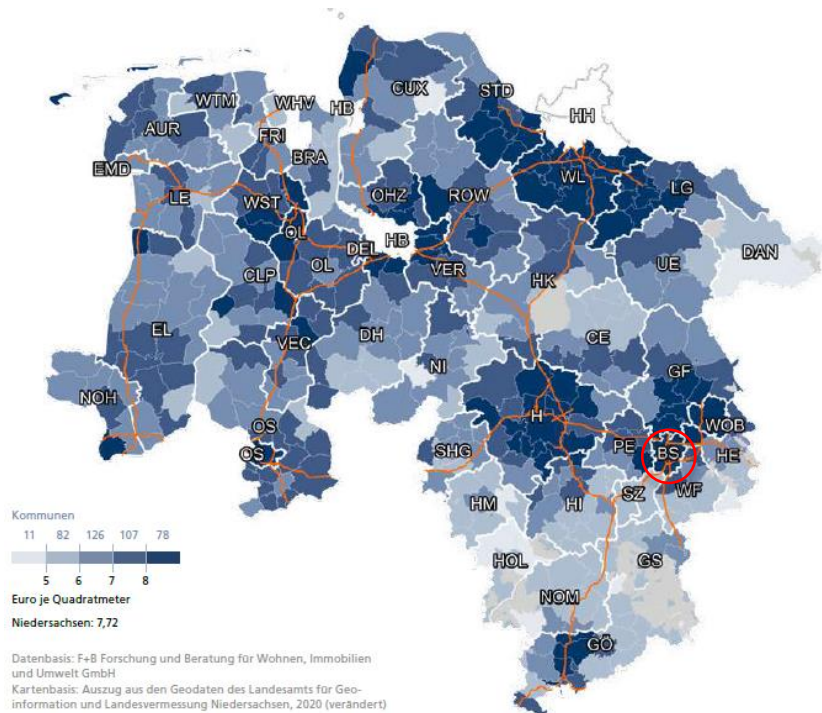 WTM
WHV
HB
CUX
STD
HH
AUR
FRI
BRA
EMD
LE
WST
OHZ
ROW
WL
LG
OL
DEL
HB
OL
VER
CLP
HK
UE
DAN
EL
VEC
DH
NI
CE
GF
NOH
OS
OS
H
SHG
PE
BS
WOB
HE
HM
HI
SZ
WF
HOL
NOM
GS
GÖ
Kommunen
11 82 126 107 78
5 6 7 8
Euro je Quadratmeter
Niedersachsen: 7,72
Datenbasis: F+B Forschung und Beratung für Wohnen, Immobilien
und Umwelt GmbH
Kartenbasis: Auszug aus den Geodaten des Landesamts für Geo-
information und Landesvermessung Niedersachsen, 2020 (verändert)